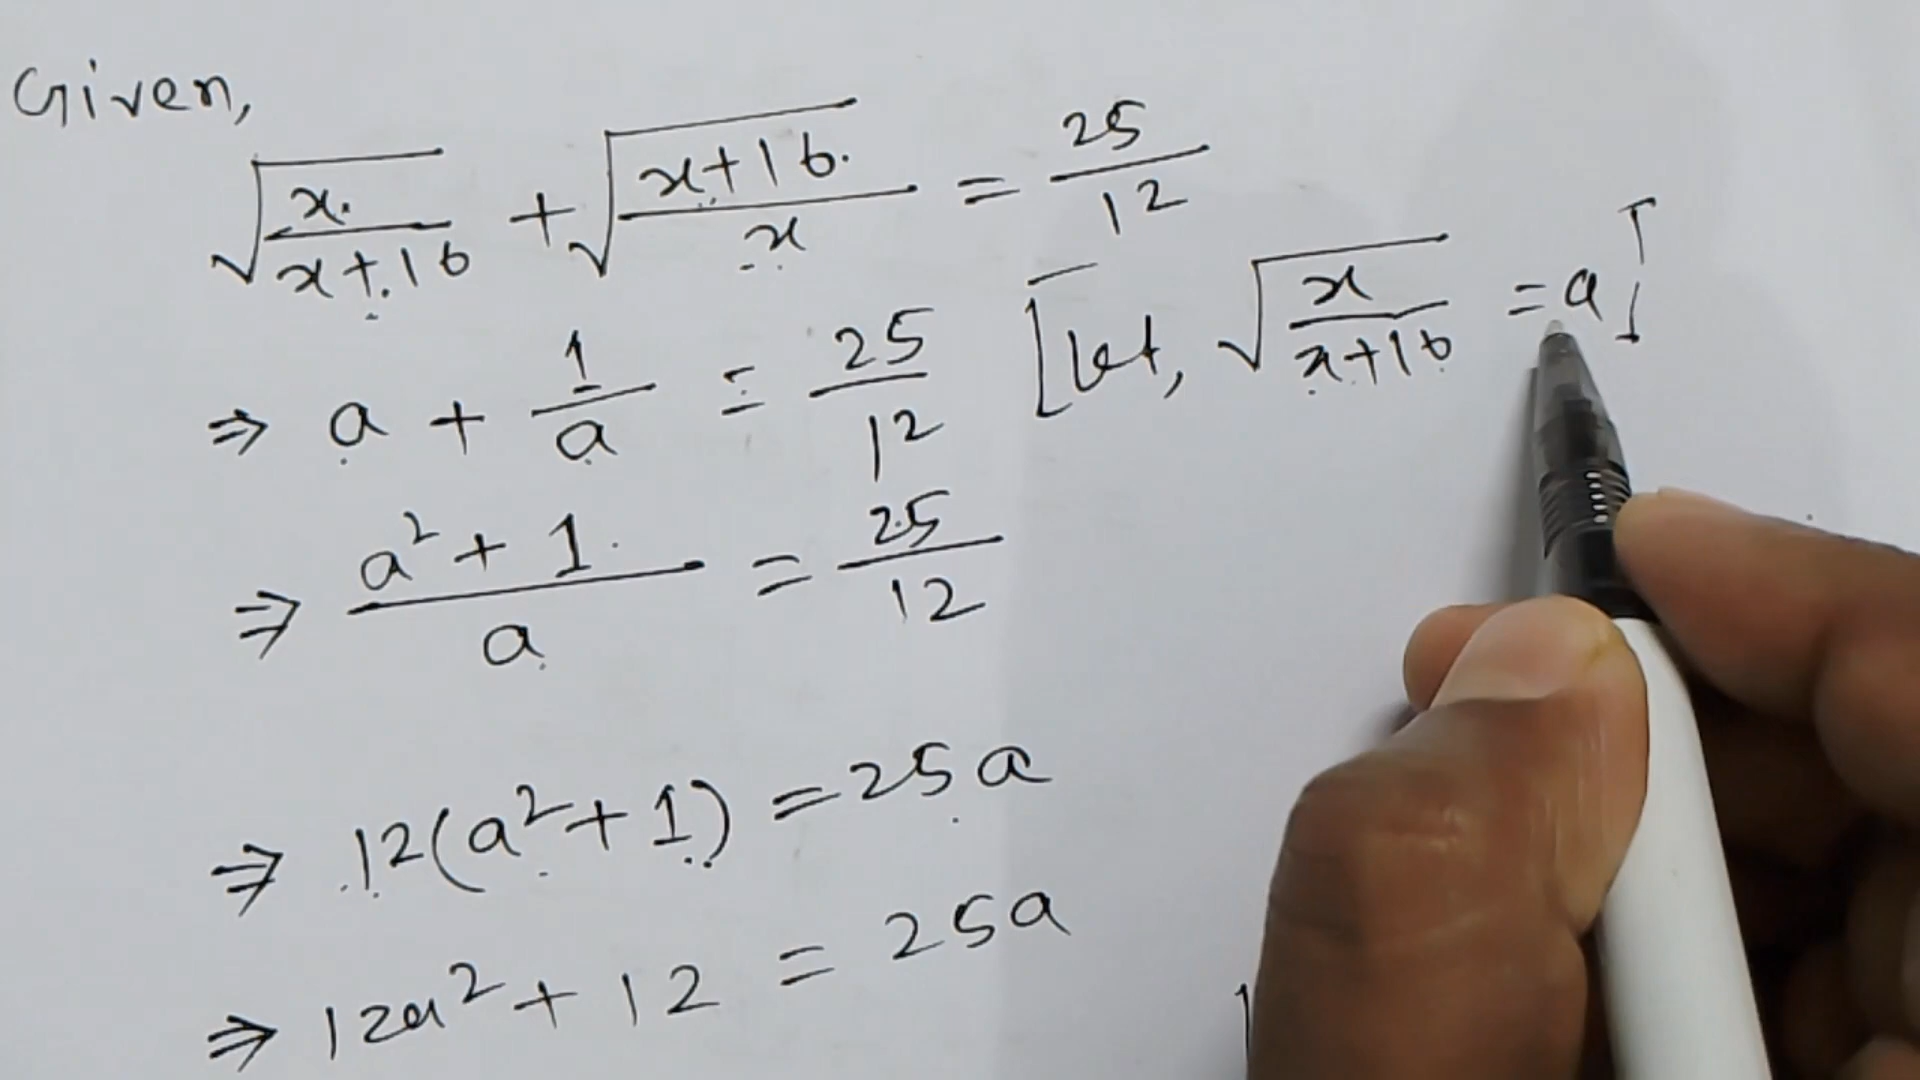 Given,
√(x/(x+16)) + √((x+16)/x) = 25/12
⇒ a + 1/a = 25/12 [let, √(x/(x+16)) = a]
⇒ (a² + 1)/a = 25/12
⇒ 12(a² + 1) = 25a
⇒ 12a² + 12 = 25a